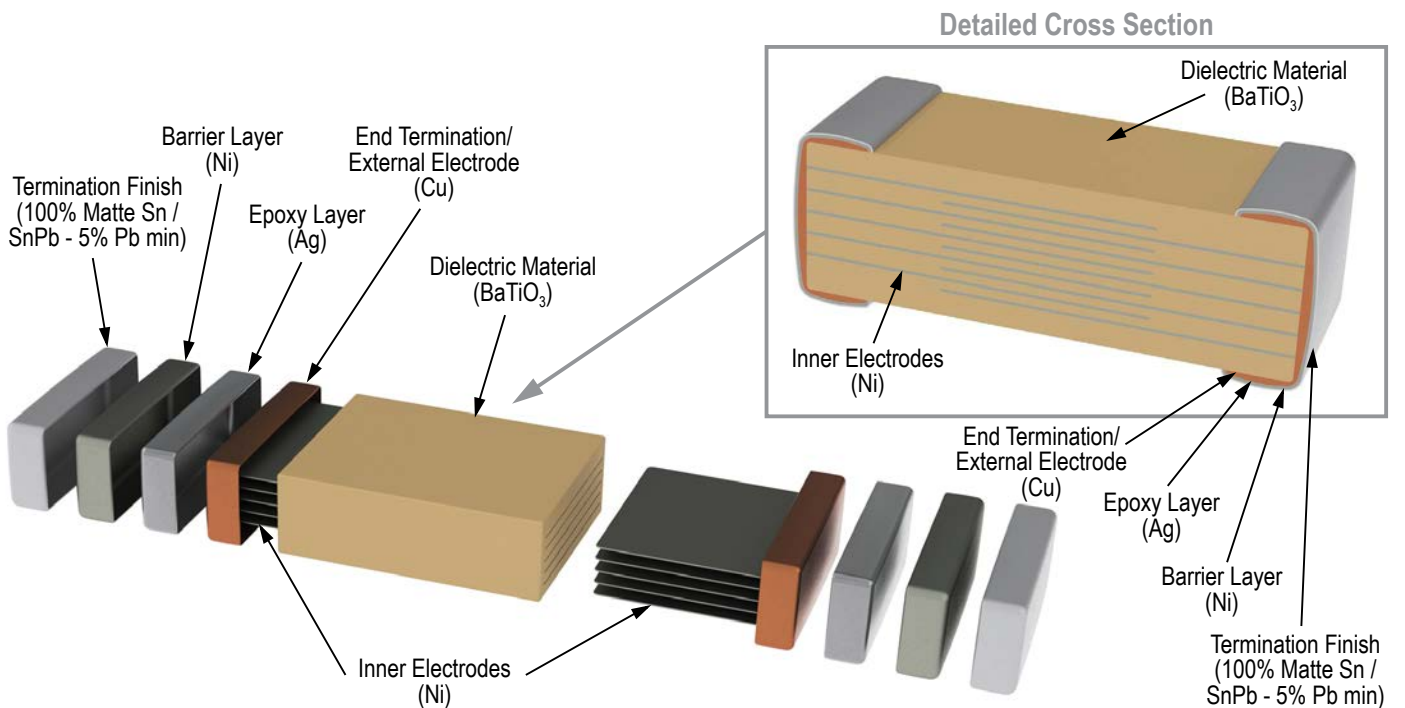 Detailed Cross Section
Dielectric Material
(BaTiO₃)
Inner Electrodes
(Ni)
End Termination/
External Electrode
(Cu)
Epoxy Layer
(Ag)
Barrier Layer
(Ni)
Termination Finish
(100% Matte Sn /
SnPb - 5% Pb min)
Termination Finish
(100% Matte Sn /
SnPb - 5% Pb min)
Barrier Layer
(Ni)
Epoxy Layer
(Ag)
End Termination/
External Electrode
(Cu)
Dielectric Material
(BaTiO₃)
Inner Electrodes
(Ni)